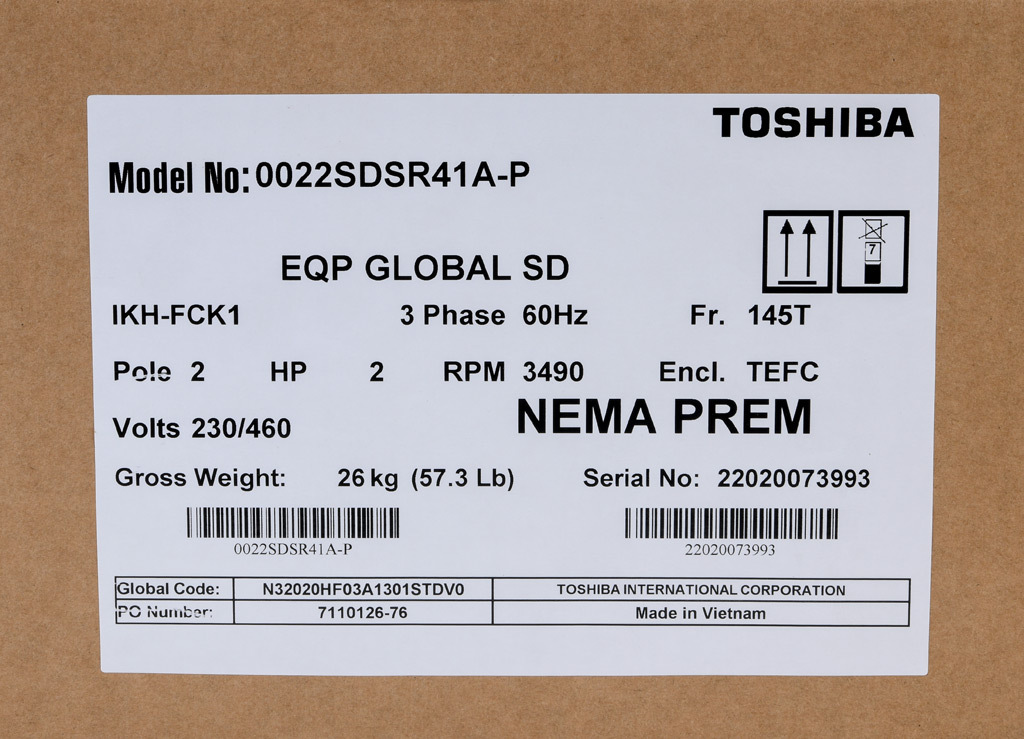 TOSHIBA
Model No: 0022SDSR41A-P
7
EQP GLOBAL SD
IKH-FCK1 3 Phase 60Hz Fr. 145T
Pole 2 HP 2 RPM 3490 Encl. TEFC
NEMA PREM
Volts 230/460
Gross Weight: 26 kg (57.3 Lb) Serial No: 22020073993
0022SDSR41A-P 22020073993
Global Code: N32020HF03A1301STDV0 TOSHIBA INTERNATIONAL CORPORATION
PO Number: 7110126-76 Made in Vietnam